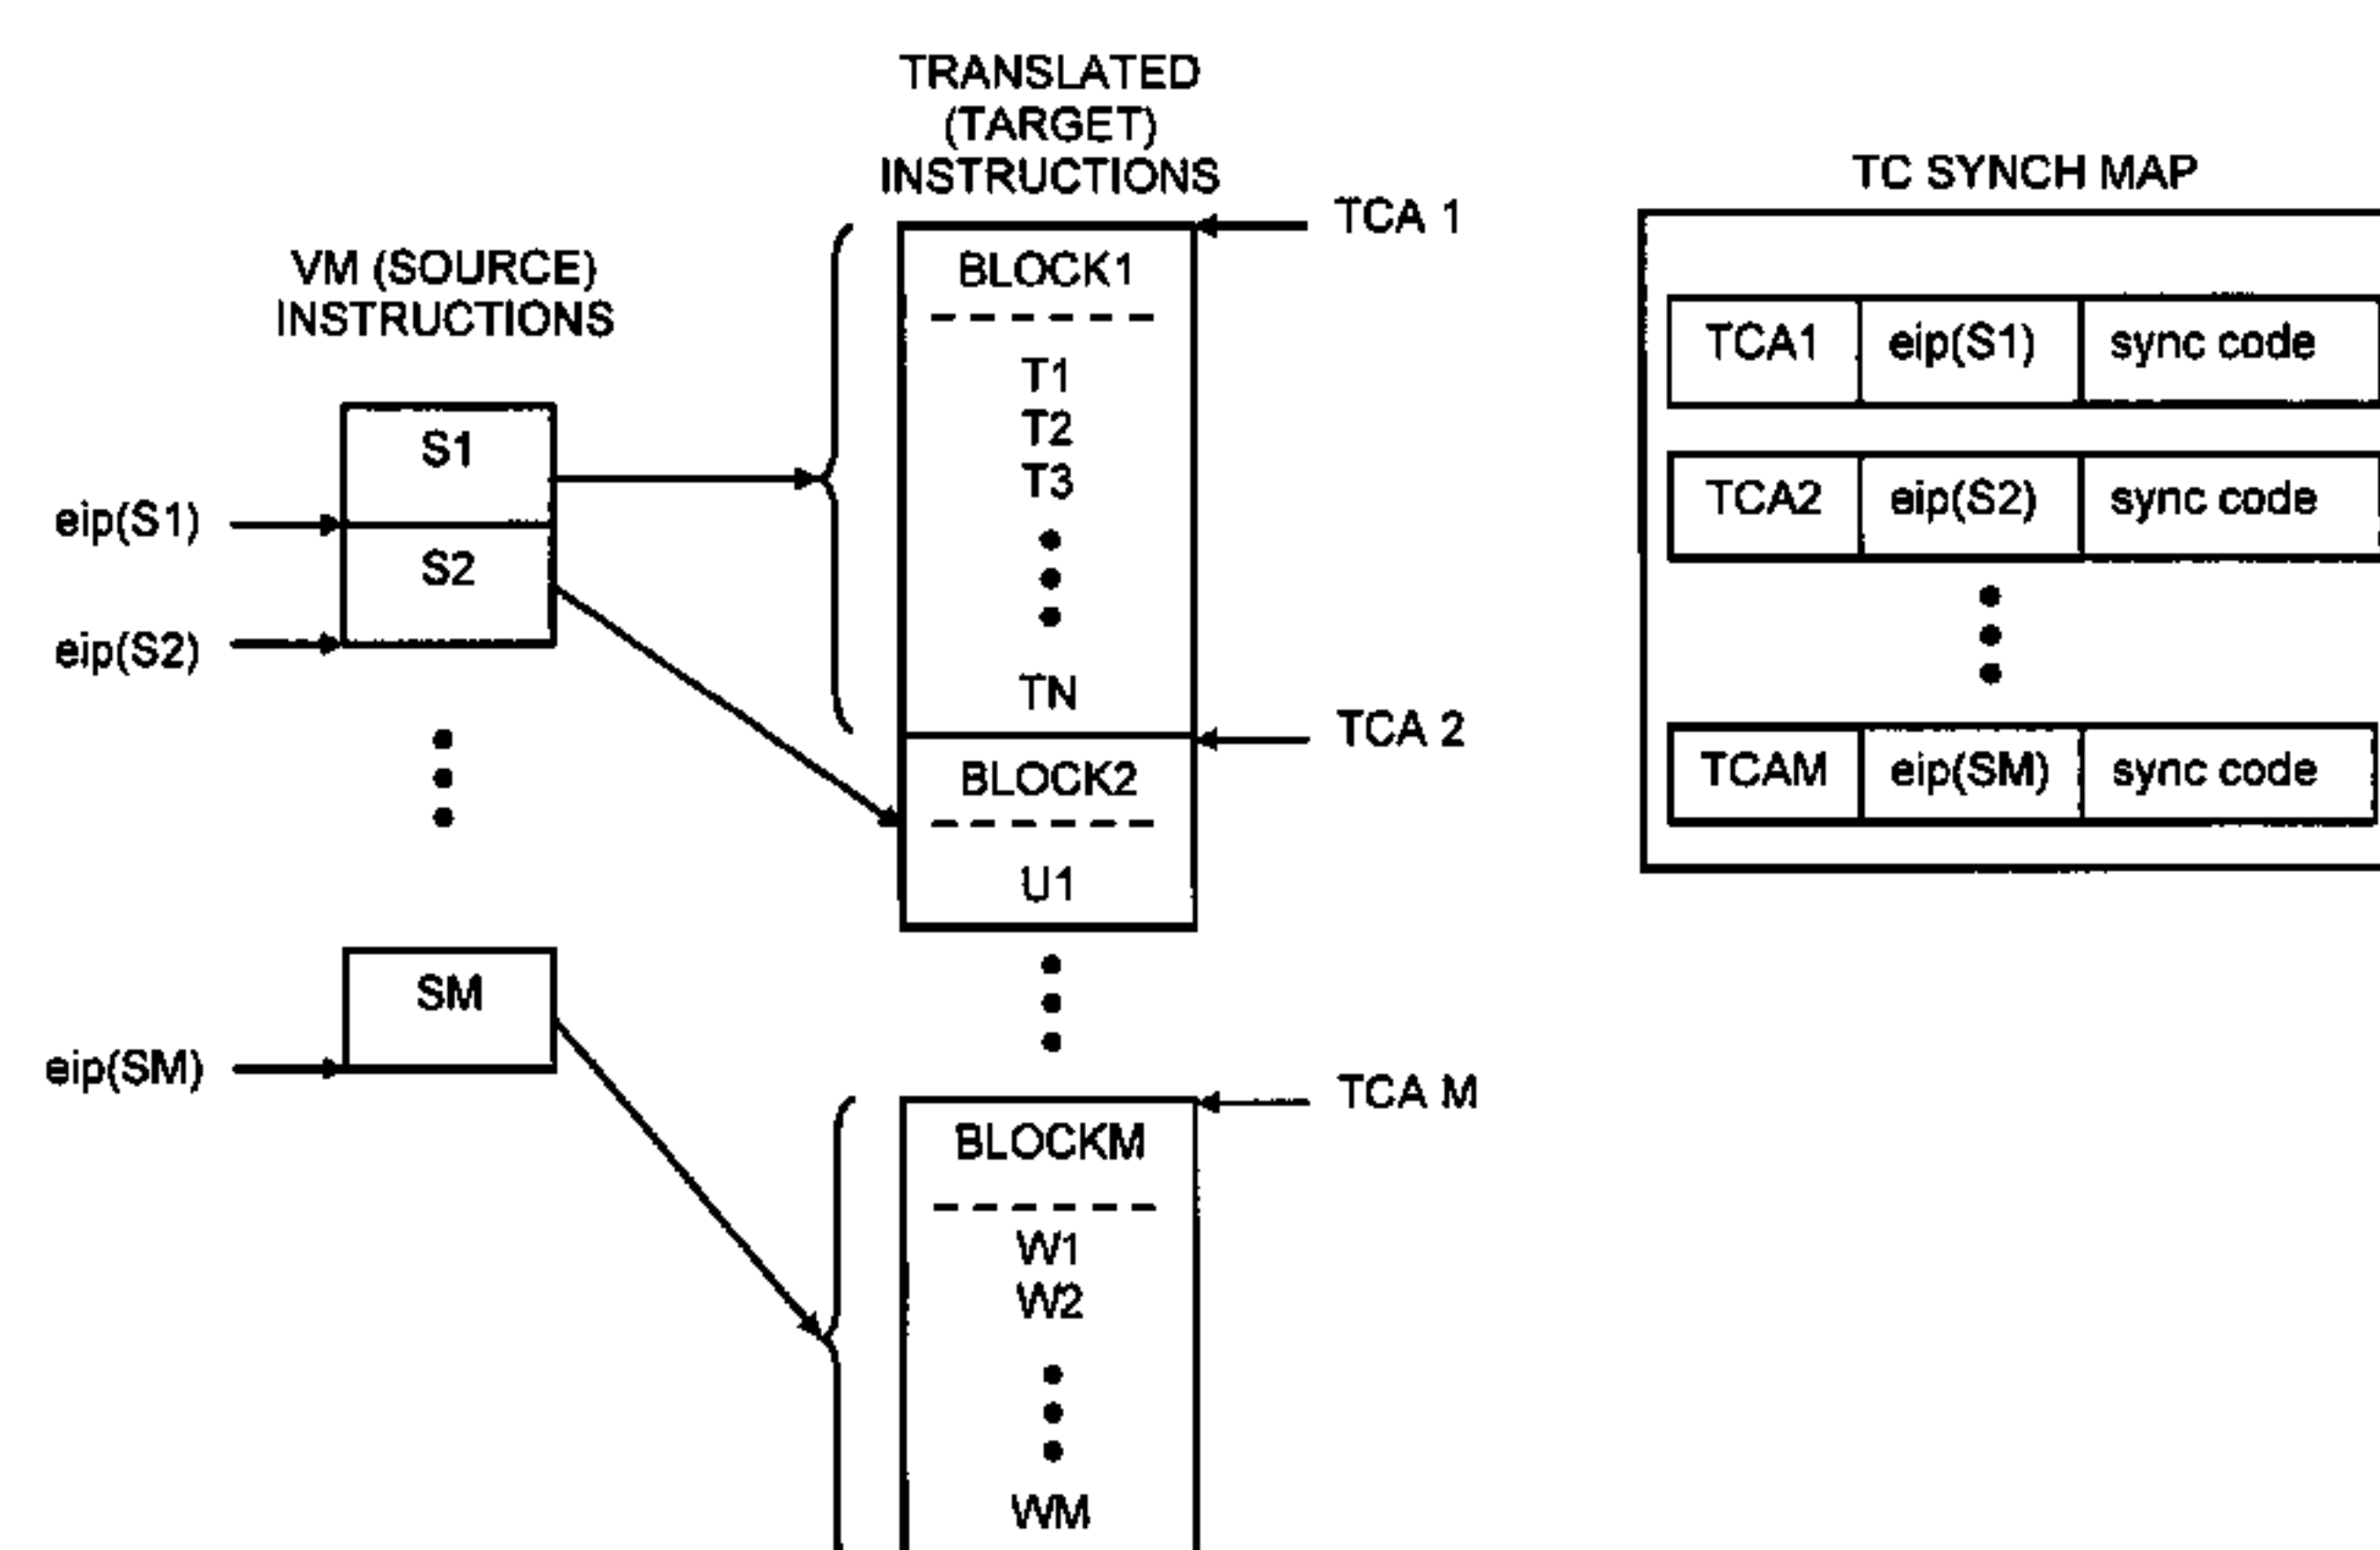 TRANSLATED
(TARGET)
INSTRUCTIONS
TC SYNCH MAP
VM (SOURCE)
INSTRUCTIONS
S1
S2
eip(S1)
eip(S2)
SM
eip(SM)
BLOCK1
T1
T2
T3
TN
BLOCK2
U1
BLOCKM
W1
W2
WM
TCA 1
TCA 2
TCA M
TCA1 eip(S1) sync code
TCA2 eip(S2) sync code
TCAM eip(SM) sync code